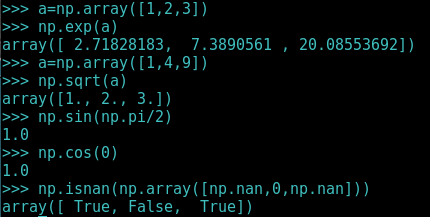 >>> a=np.array([1,2,3])
>>> np.exp(a)
array([ 2.71828183,  7.3890561 , 20.08553692])
>>> a=np.array([1,4,9])
>>> np.sqrt(a)
array([1., 2., 3.])
>>> np.sin(np.pi/2)
1.0
>>> np.cos(0)
1.0
>>> np.isnan(np.array([np.nan,0,np.nan]))
array([ True, False,  True])